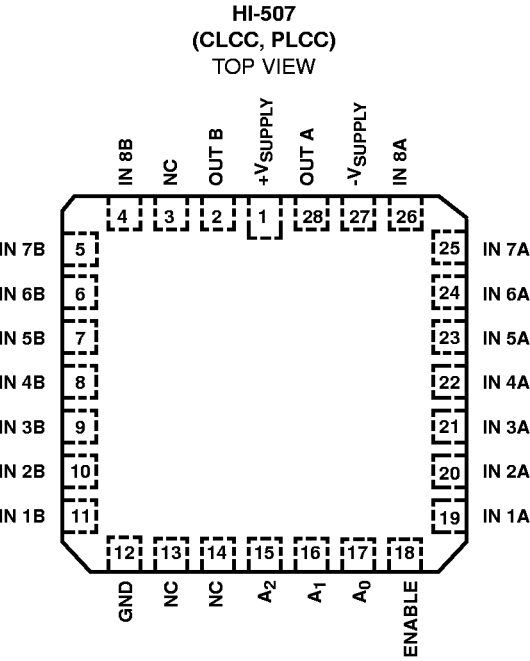 HI-507
(CLCC, PLCC)
TOP VIEW
IN 8B
NC
OUT B
+VSUPPLY
OUT A
-VSUPPLY
IN 8A
4
3
2
1
28
27
26
IN 7B 5
25 IN 7A
IN 6B 6
24 IN 6A
IN 5B 7
23 IN 5A
IN 4B 8
22 IN 4A
IN 3B 9
21 IN 3A
IN 2B 10
20 IN 2A
IN 1B 11
19 IN 1A
12
13
14
15
16
17
18
GND
NC
NC
A2
A1
A0
ENABLE